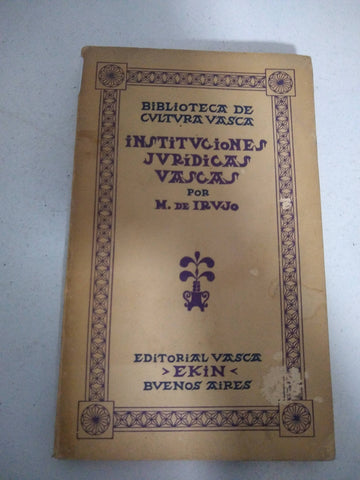 BIBLIOTECA DE
CVLTVRA VASCA
INSTITVCIONES
JVRIDICAS
VASCAS
POR
M. DE IRVJO
EDITORIAL VASCA
>EKIN<
BVENOS AIRES